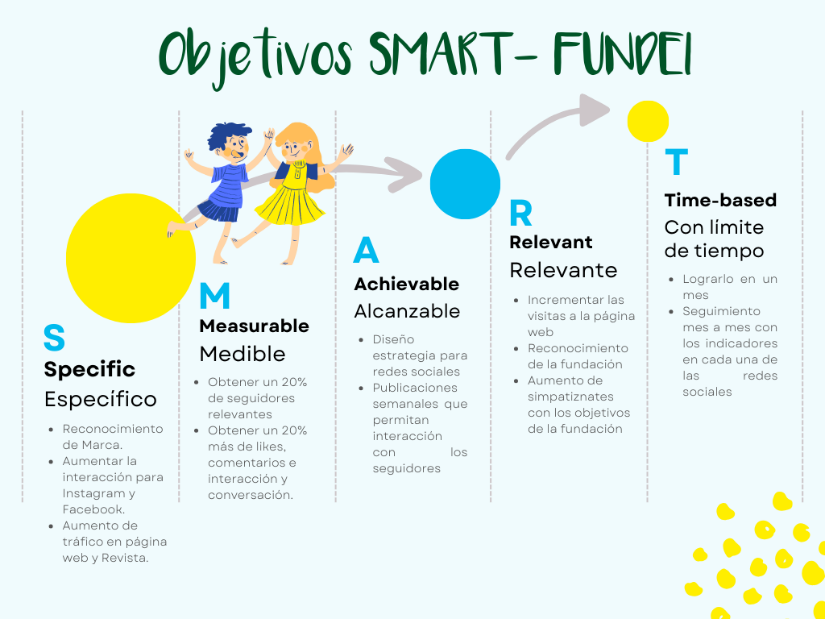 Objetivos SMART- FUNDEI
S
Specific
Específico
Reconocimiento
de Marca.
Aumentar la
interacción para
Instagram y
Facebook.
Aumento de
tráfico en página
web y Revista.
M
Measurable
Medible
Obtener un 20%
de seguidores
relevantes
Obtener un 20%
más de likes,
comentarios e
interacción y
conversación.
A
Achievable
Alcanzable
Diseño
estrategia para
redes sociales
Publicaciones
semanales que
permitan
interacción
con los
seguidores
R
Relevant
Relevante
Incrementar las
visitas a la página
web
Reconocimiento
de la fundación
Aumento de
simpatiznates
con los objetivos
de la fundación
T
Time-based
Con límite
de tiempo
Lograrlo en un
mes
Seguimiento
mes a mes con
los indicadores
en cada una de
las redes
sociales